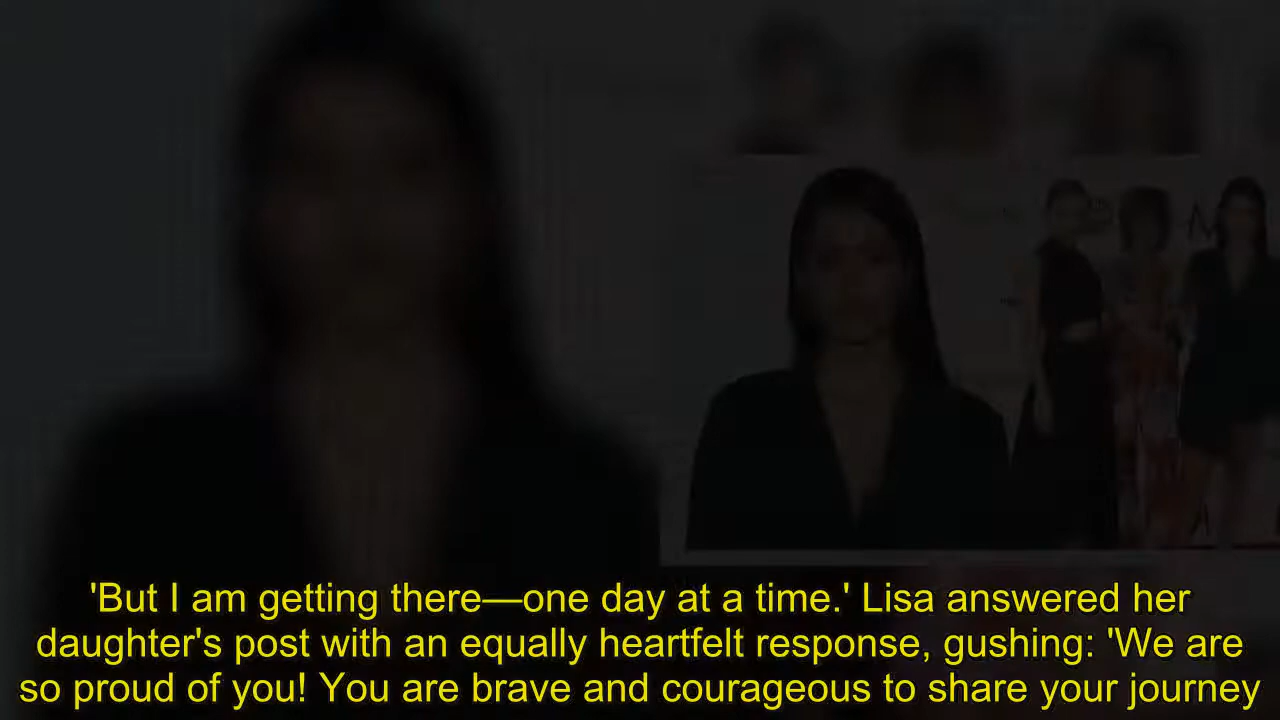 'But I am getting there—one day at a time.' Lisa answered her
daughter's post with an equally heartfelt response, gushing: 'We are
so proud of you! You are brave and courageous to share your journey